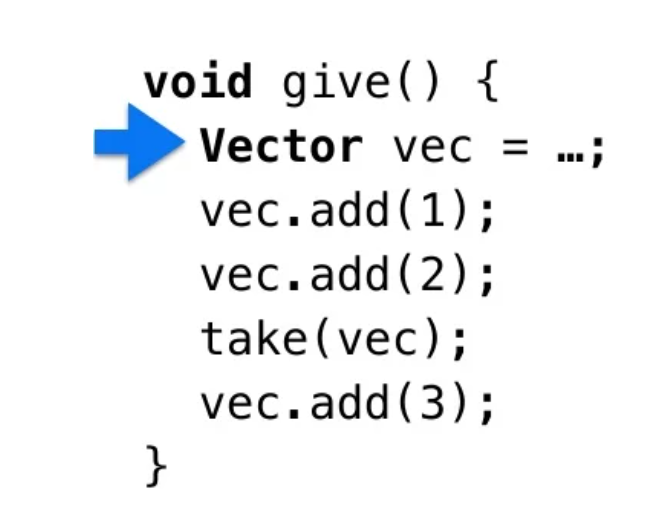 void give() {
Vector vec = …;
vec.add(1);
vec.add(2);
take(vec);
vec.add(3);
}